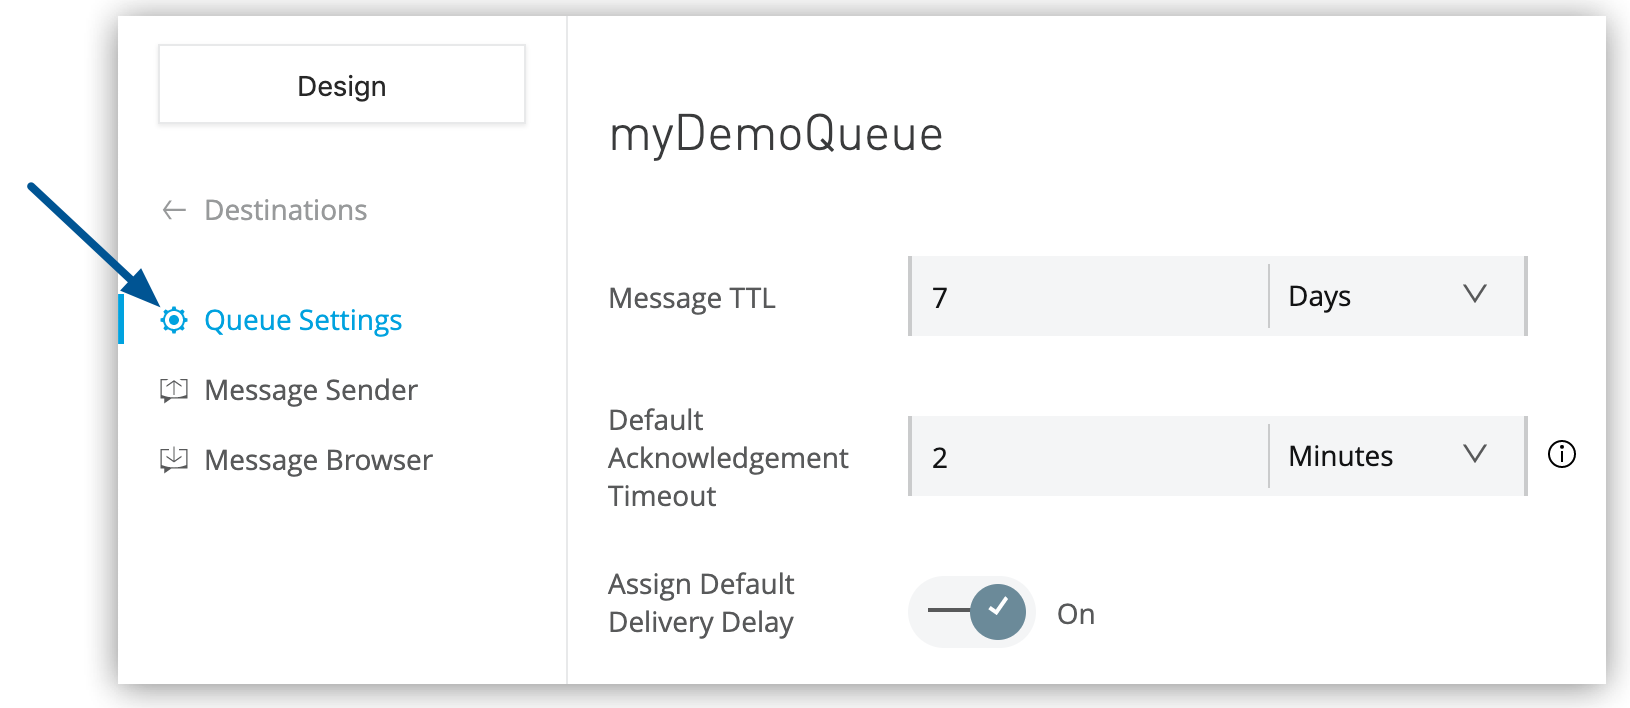 Design
Destinations
Queue Settings
Message Sender
Message Browser
myDemoQueue
Message TTL
7
Days
Default
Acknowledgement
Timeout
2
Minutes
Assign Default
Delivery Delay
On